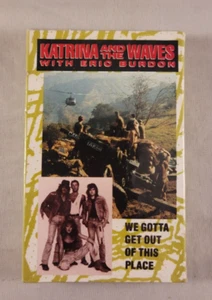 KATRINA AND THE WAVES
WITH ERIC BURDON
WE GOTTA
GET OUT
OF THIS
PLACE